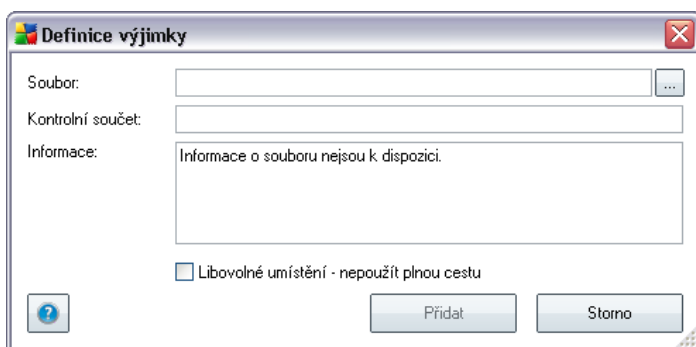 Definice výjimky
Soubor:
...
Kontrolní součet:
Informace:
Informace o souboru nejsou k dispozici.
Libovolné umístění - nepoužít plnou cestu
?
Přidat
Storno